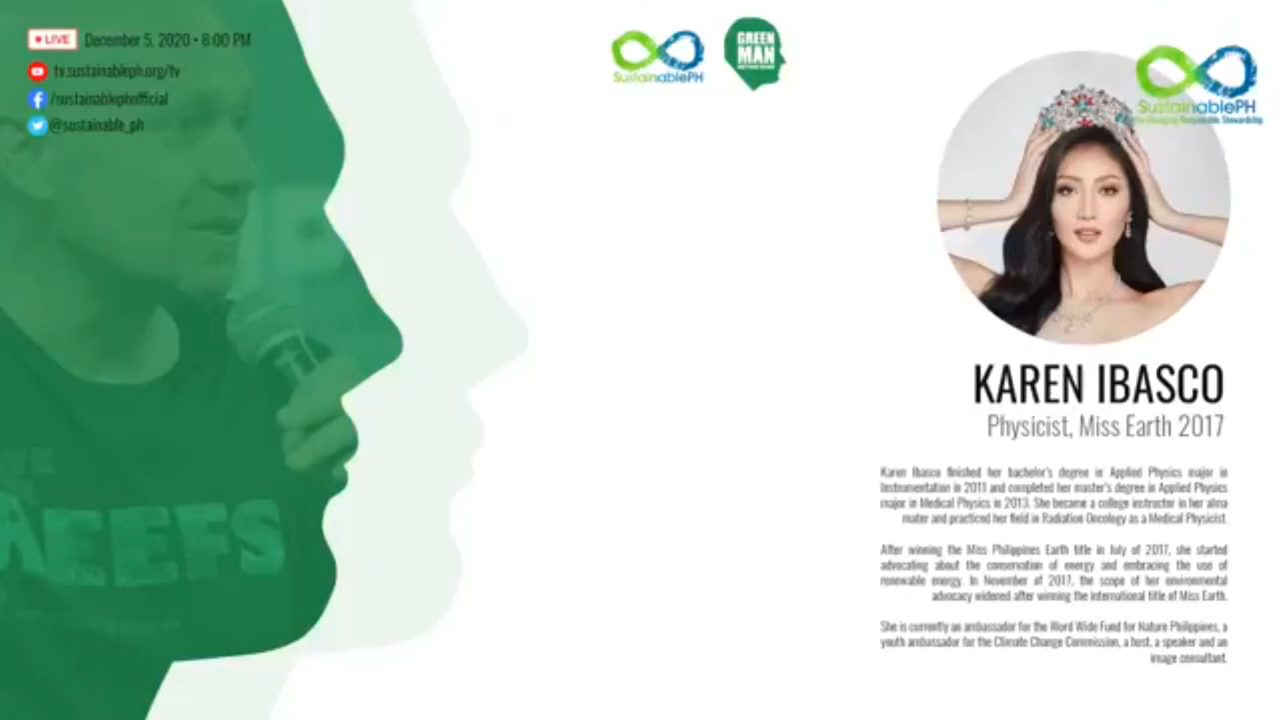 LIVE December 5, 2020 • 8:00 PM
tv.sustainableph.org/tv
/sustainablephofficial
@sustainable_ph
SustainablePH
GREEN
MAN
SustainablePH
Responsible Stewardship
AEEFS
KAREN IBASCO
Physicist, Miss Earth 2017
Karen Ibasco finished her bachelor's degree in Applied Physics major in
Instrumentation in 2011 and completed her master's degree in Applied Physics
major in Medical Physics in 2013. She became a college instructor in her alma
mater and practiced her field in Radiation Oncology as a Medical Physicist.
After winning the Miss Philippines Earth title in July of 2017, she started
advocating about the conservation of energy and embracing the use of
renewable energy. In November of 2017, the scope of her environmental
advocacy widened after winning the international title of Miss Earth.
She is currently an ambassador for the Word Wide Fund for Nature Philippines, a
youth ambassador for the Climate Change Commission, a host, a speaker and an
image consultant.